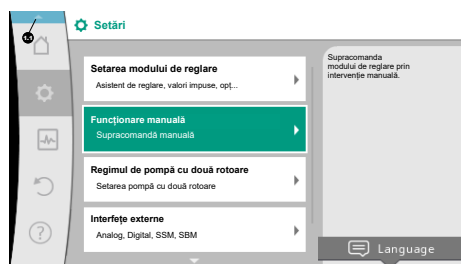 1.1
Setări
Setarea modului de reglare
Asistent de reglare, valori impuse, opț...
Funcționare manuală
Supracomandă manuală
Regimul de pompă cu două rotoare
Setarea pompă cu două rotoare
Interfețe externe
Analog, Digital, SSM, SBM
Supracomanda
modului de reglare prin
intervenție manuală.
Language